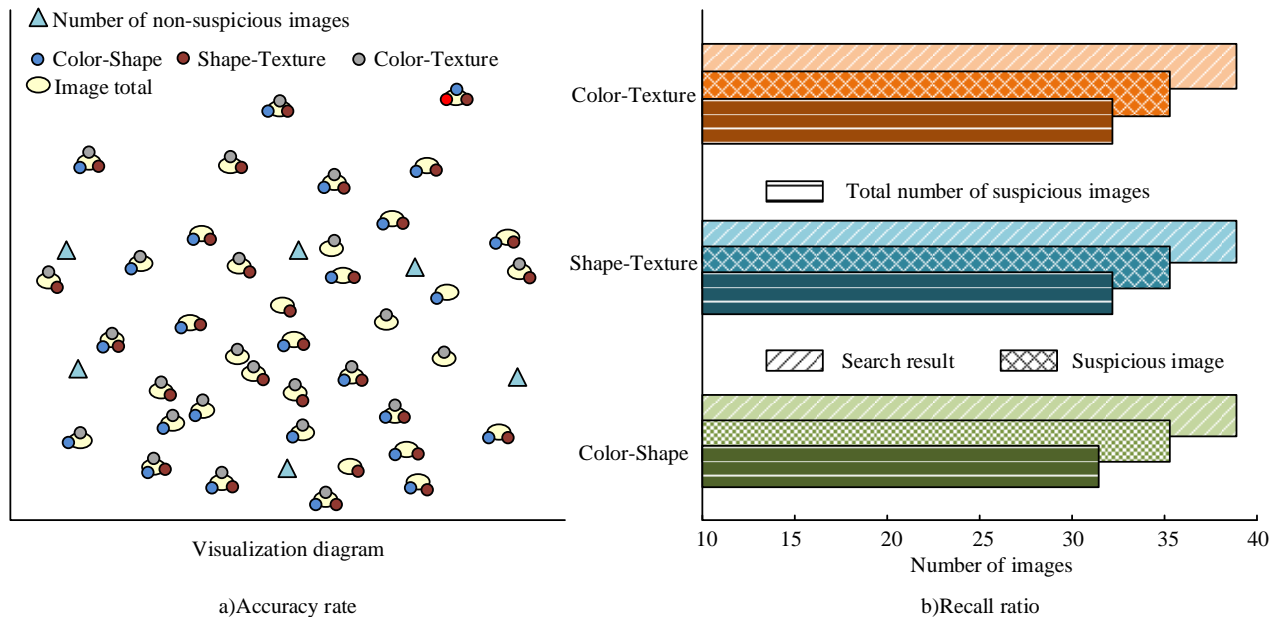 Number of non-suspicious images
Color-Shape Shape-Texture Color-Texture
Image total
Visualization diagram
a)Accuracy rate
Color-Texture
Total number of suspicious images
Shape-Texture
Search result Suspicious image
Color-Shape
10 15 20 25 30 35 40
Number of images
b)Recall ratio